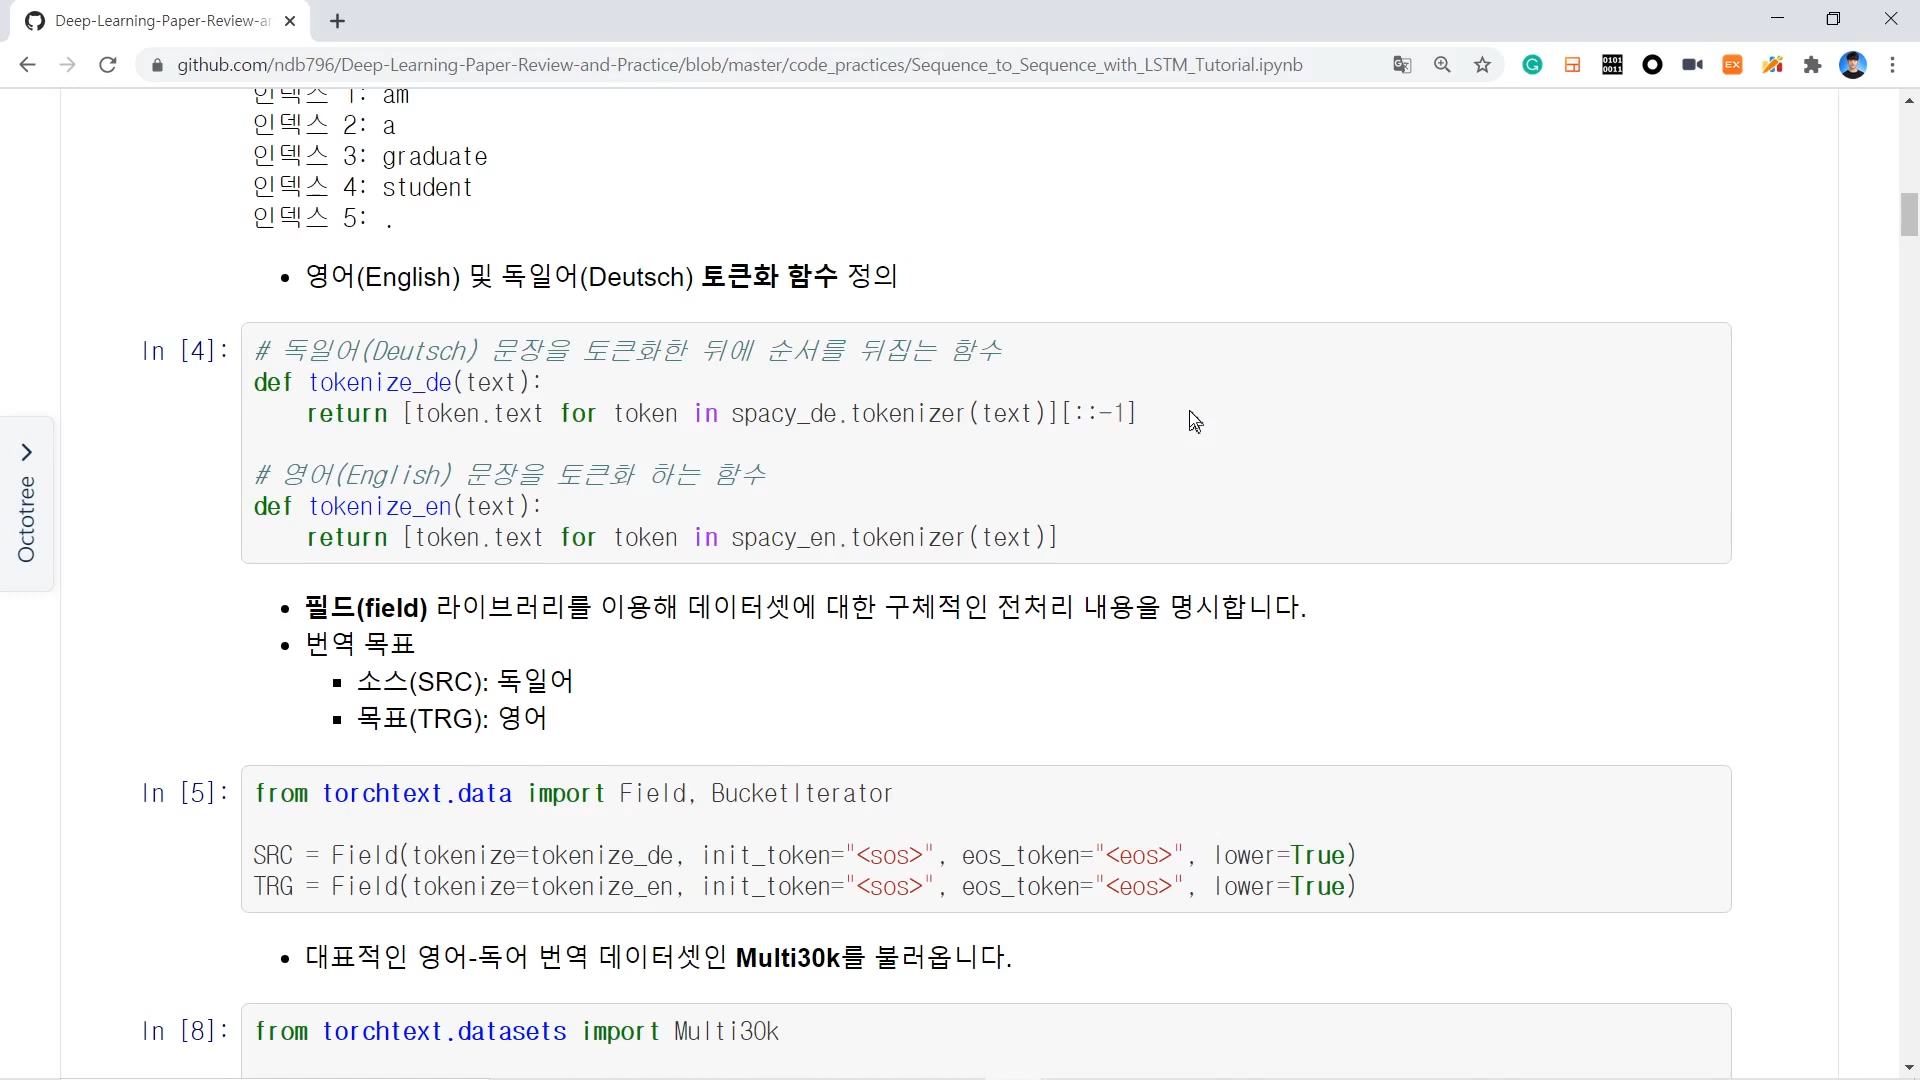 Deep-Learning-Paper-Review-a
github.com/ndb796/Deep-Learning-Paper-Review-and-Practice/blob/master/code_practices/Sequence_to_Sequence_with_LSTM_Tutorial.ipynb
인덱스 1: am
인덱스 2: a
인덱스 3: graduate
인덱스 4: student
인덱스 5: .
• 영어(English) 및 독일어(Deutsch) 토큰화 함수 정의
In [4]:
# 독일어(Deutsch) 문장을 토큰화한 뒤에 순서를 뒤집는 함수
def tokenize_de(text):
    return [token.text for token in spacy_de.tokenizer(text)][::-1]
# 영어(English) 문장을 토큰화 하는 함수
def tokenize_en(text):
    return [token.text for token in spacy_en.tokenizer(text)]
Octotree
• 필드(field) 라이브러리를 이용해 데이터셋에 대한 구체적인 전처리 내용을 명시합니다.
• 번역 목표
▪ 소스(SRC): 독일어
▪ 목표(TRG): 영어
In [5]:
from torchtext.data import Field, BucketIterator
SRC = Field(tokenize=tokenize_de, init_token="<sos>", eos_token="<eos>", lower=True)
TRG = Field(tokenize=tokenize_en, init_token="<sos>", eos_token="<eos>", lower=True)
• 대표적인 영어-독어 번역 데이터셋인 Multi30k를 불러옵니다.
In [8]:
from torchtext.datasets import Multi30k